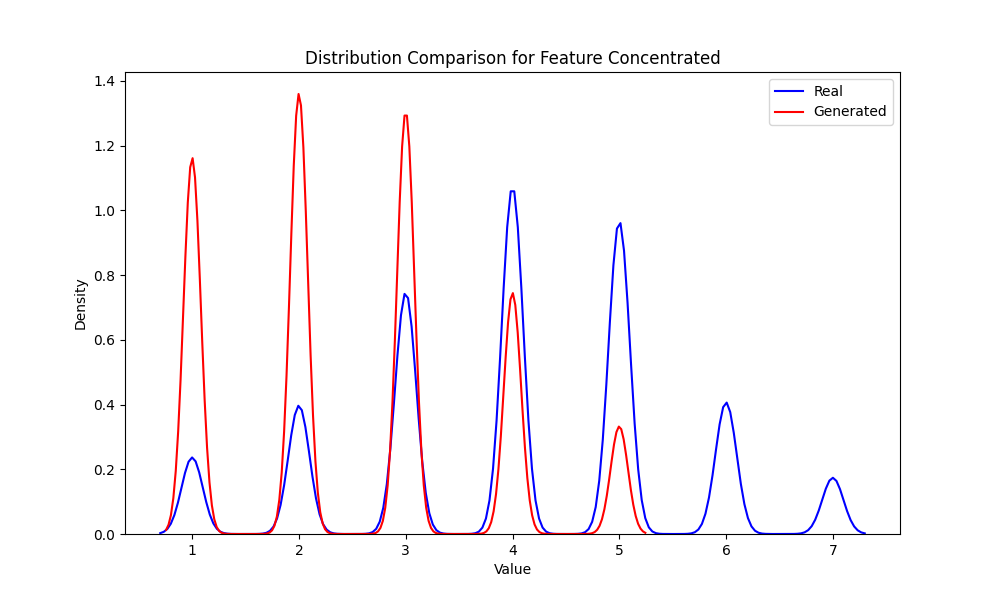 Distribution Comparison for Feature Concentrated
Real
Generated
1.4
1.2
1.0
0.8
0.6
0.4
0.2
0.0
Density
1 2 3 4 5 6 7
Value